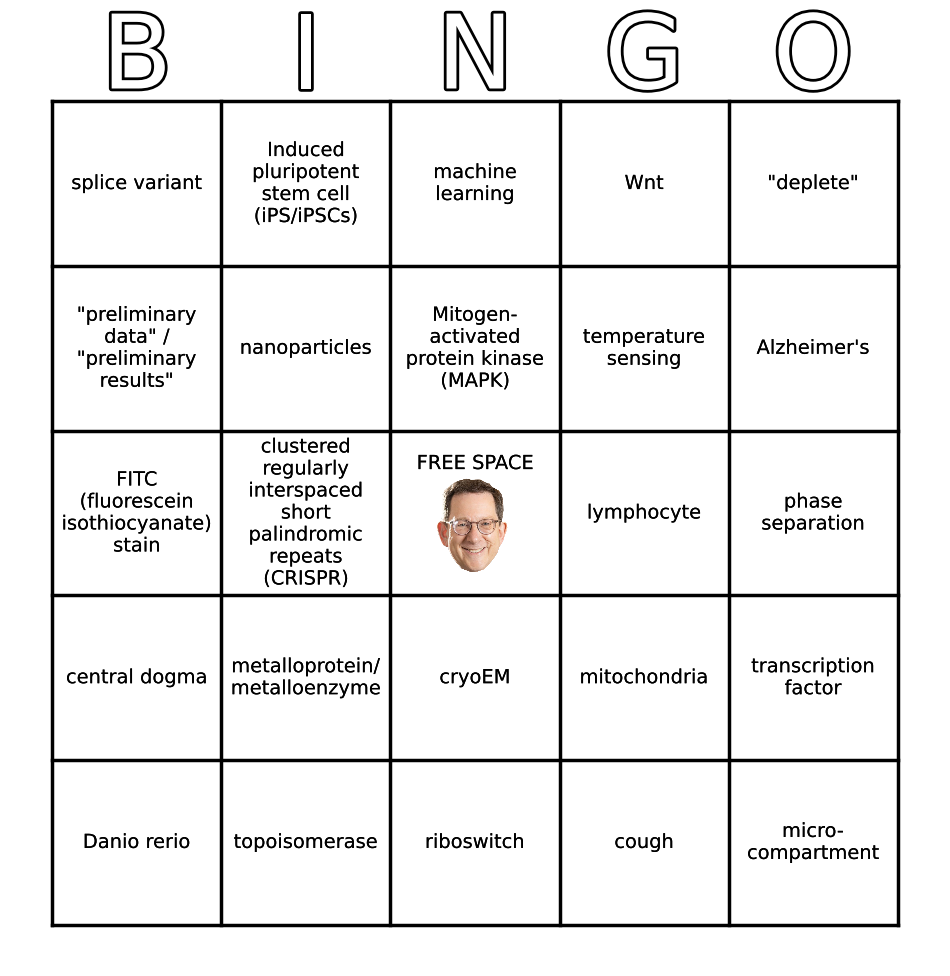 B I N G O
splice variant
Induced
pluripotent
stem cell
(iPS/iPSCs)
machine
learning
Wnt
"deplete"
"preliminary
data" /
"preliminary
results"
nanoparticles
Mitogen-
activated
protein kinase
(MAPK)
temperature
sensing
Alzheimer's
FITC
(fluorescein
isothiocyanate)
stain
clustered
regularly
interspaced
short
palindromic
repeats
(CRISPR)
FREE SPACE
lymphocyte
phase
separation
central dogma
metalloprotein/
metalloenzyme
cryoEM
mitochondria
transcription
factor
Danio rerio
topoisomerase
riboswitch
cough
micro-
compartment